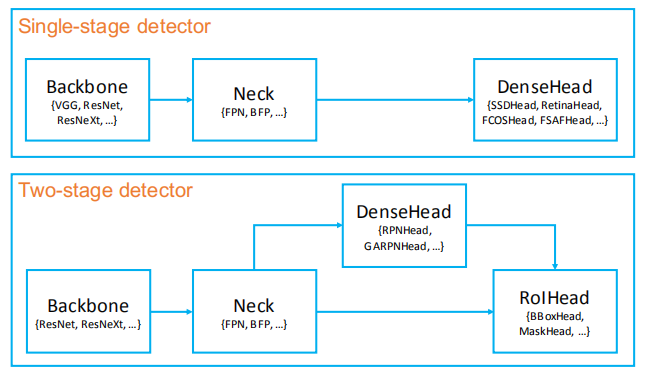 Single-stage detector
Backbone
{VGG, ResNet,
ResNeXt, ...}
Neck
{FPN, BFP, ...}
DenseHead
{SSDHead, RetinaHead,
FCOSHead, FSAFHead, ...}
Two-stage detector
DenseHead
{RPNHead,
GARPNHead, ...}
Backbone
{ResNet, ResNeXt, ...}
Neck
{FPN, BFP, ...}
RoIHead
{BBoxHead,
MaskHead, ...}